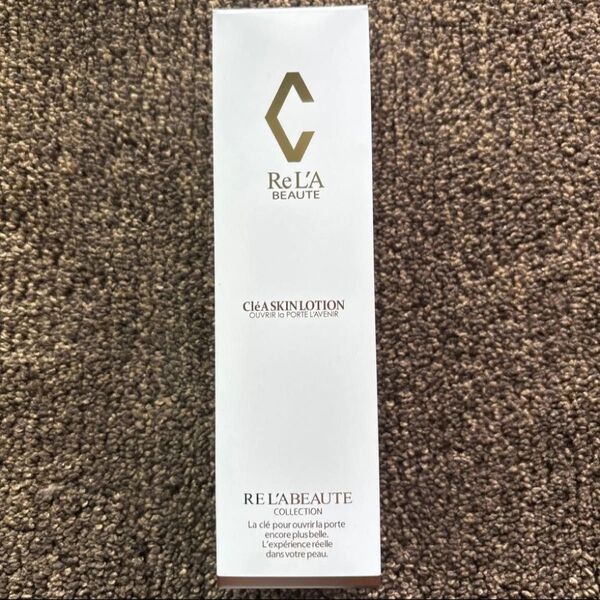 Re L'A
BEAUTE
CléA SKIN LOTION
OUVRIR la PORTE L'AVENIR
RE L'ABEAUTE
COLLECTION
La clé pour ouvrir la porte
encore plus belle.
L'expérience réelle
dans votre peau.